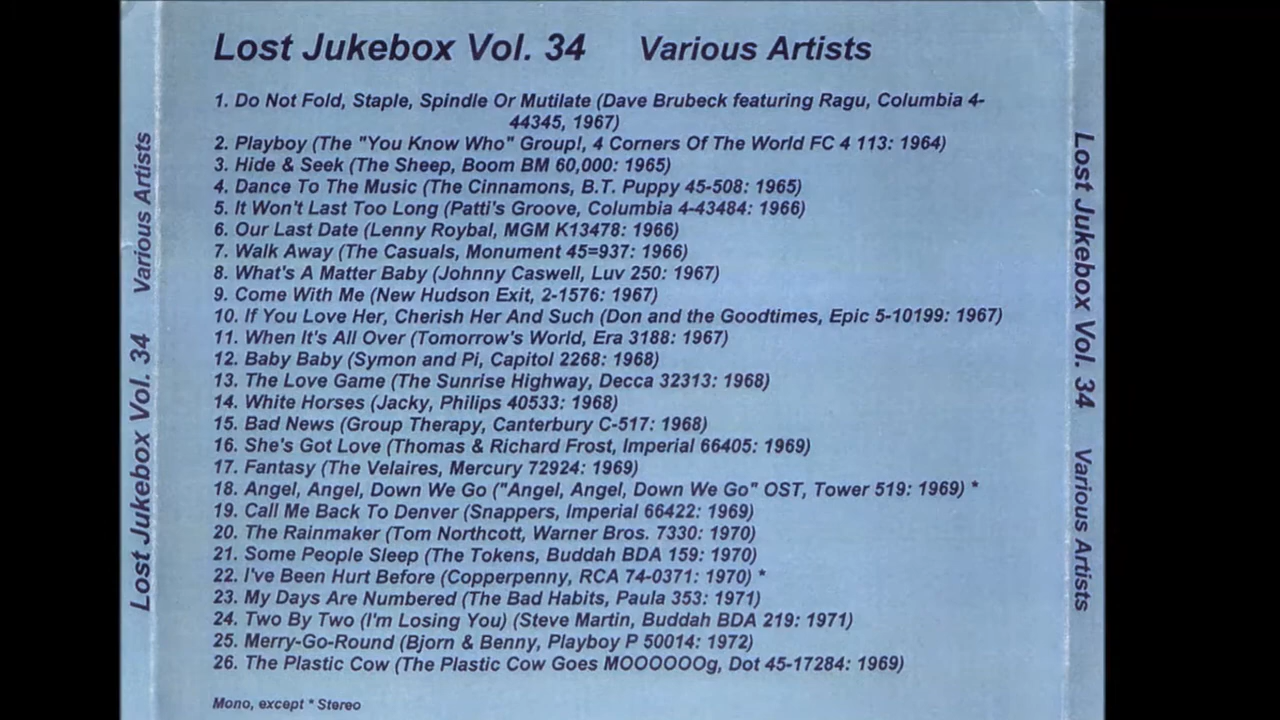 Lost Jukebox Vol. 34 Various Artists
1. Do Not Fold, Staple, Spindle Or Mutilate (Dave Brubeck featuring Ragu, Columbia 4-
44345, 1967)
2. Playboy (The "You Know Who" Group!, 4 Corners Of The World FC 4 113: 1964)
3. Hide & Seek (The Sheep, Boom BM 60,000: 1965)
4. Dance To The Music (The Cinnamons, B.T. Puppy 45-508: 1965)
5. It Won't Last Too Long (Patti's Groove, Columbia 4-43484: 1966)
6. Our Last Date (Lenny Roybal, MGM K13478: 1966)
7. Walk Away (The Casuals, Monument 45=937: 1966)
8. What's A Matter Baby (Johnny Caswell, Luv 250: 1967)
9. Come With Me (New Hudson Exit, 2-1576: 1967)
10. If You Love Her, Cherish Her And Such (Don and the Goodtimes, Epic 5-10199: 1967)
11. When It's All Over (Tomorrow's World, Era 3188: 1967)
12. Baby Baby (Symon and Pi, Capitol 2268: 1968)
13. The Love Game (The Sunrise Highway, Decca 32313: 1968)
14. White Horses (Jacky, Philips 40533: 1968)
15. Bad News (Group Therapy, Canterbury C-517: 1968)
16. She's Got Love (Thomas & Richard Frost, Imperial 66405: 1969)
17. Fantasy (The Velaires, Mercury 72924: 1969)
18. Angel, Angel, Down We Go ("Angel, Angel, Down We Go" OST, Tower 519: 1969) *
19. Call Me Back To Denver (Snappers, Imperial 66422: 1969)
20. The Rainmaker (Tom Northcott, Warner Bros. 7330: 1970)
21. Some People Sleep (The Tokens, Buddah BDA 159: 1970)
22. I've Been Hurt Before (Copperpenny, RCA 74-0371: 1970) *
23. My Days Are Numbered (The Bad Habits, Paula 353: 1971)
24. Two By Two (I'm Losing You) (Steve Martin, Buddah BDA 219: 1971)
25. Merry-Go-Round (Bjorn & Benny, Playboy P 50014: 1972)
26. The Plastic Cow (The Plastic Cow Goes MOOOOOOg, Dot 45-17284: 1969)
Mono, except * Stereo
Lost Jukebox Vol. 34 Various Artists
Lost Jukebox Vol. 34 Various Artists